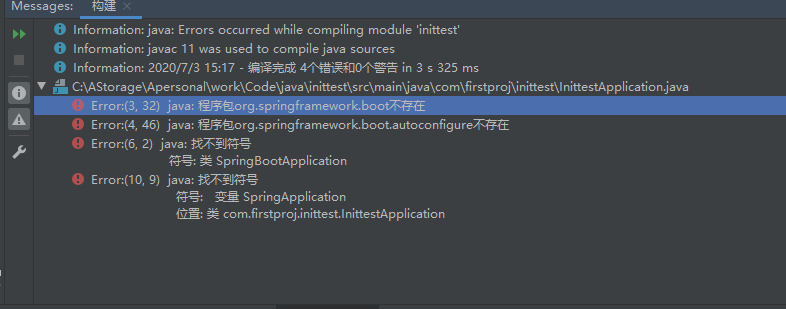 Messages: 构建 ×
Information: java: Errors occurred while compiling module 'inittest'
Information: javac 11 was used to compile java sources
Information: 2020/7/3 15:17 - 编译完成 4个错误和0个警告 in 3 s 325 ms
C:\AStorage\Apersonal\work\Code\java\inittest\src\main\java\com\firstproj\inittest\InittestApplication.java
Error:(3, 32) java: 程序包org.springframework.boot不存在
Error:(4, 46) java: 程序包org.springframework.boot.autoconfigure不存在
Error:(6, 2) java: 找不到符号
符号: 类 SpringBootApplication
Error:(10, 9) java: 找不到符号
符号: 变量 SpringApplication
位置: 类 com.firstproj.inittest.InittestApplication